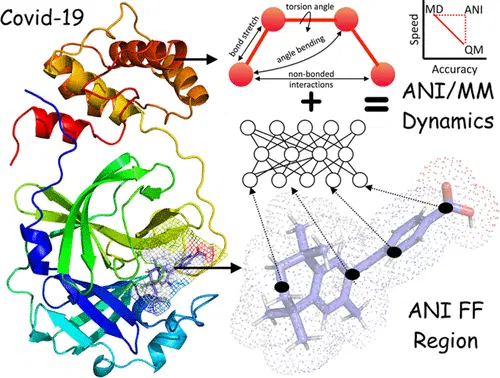 Covid-19
bond stretch
torsion angle
angle bending
non-bonded
interactions
+
=
Speed
MD
ANI
QM
Accuracy
ANI/MM
Dynamics
ANI FF
Region